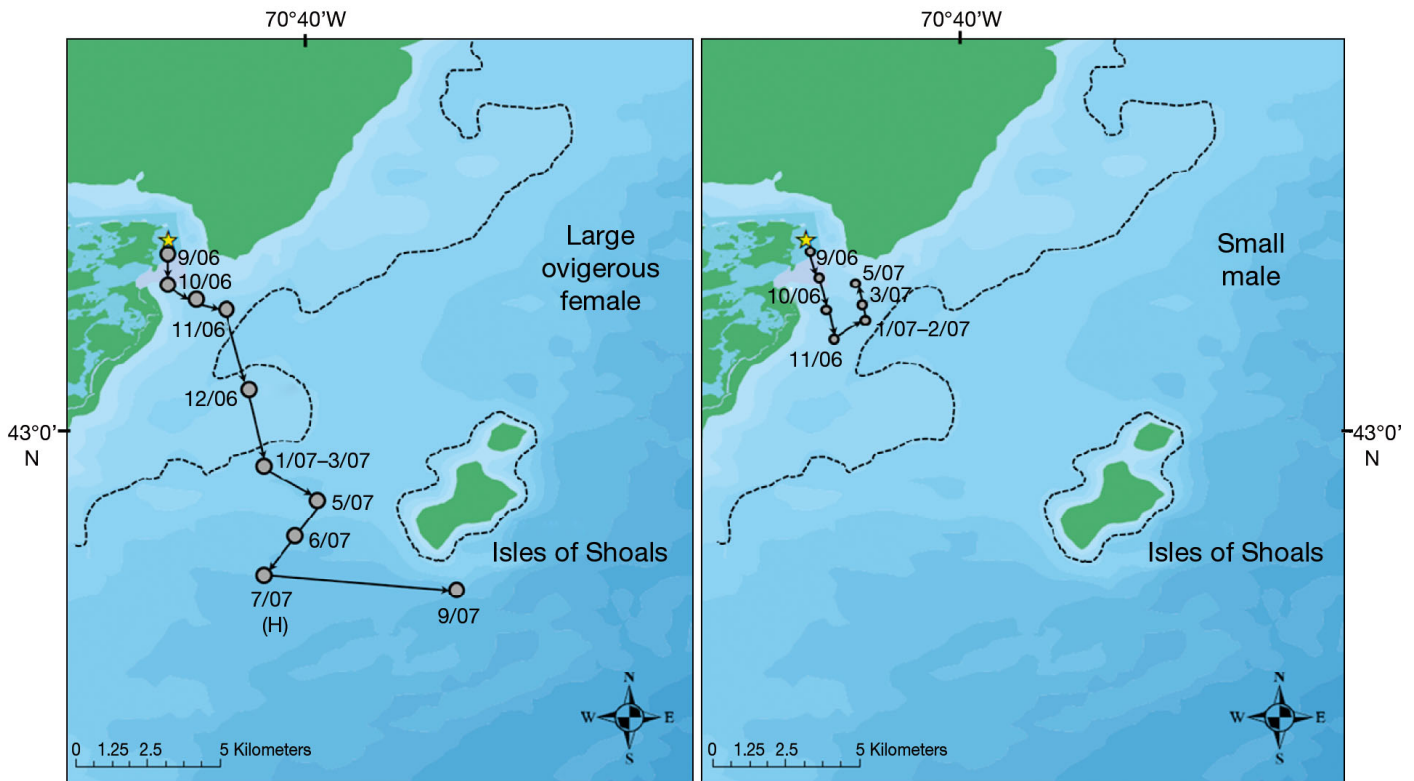 70°40'W
70°40'W
Large
ovigerous
female
Small
male
9/06
10/06
11/06
12/06
1/07–3/07
5/07
6/07
7/07
(H)
9/07
9/06
10/06
11/06
5/07
3/07
1/07–2/07
43°0'
N
43°0'
N
Isles of Shoals
Isles of Shoals
N
W E
S
N
W E
S
0 1.25 2.5 5 Kilometers
0 1.25 2.5 5 Kilometers